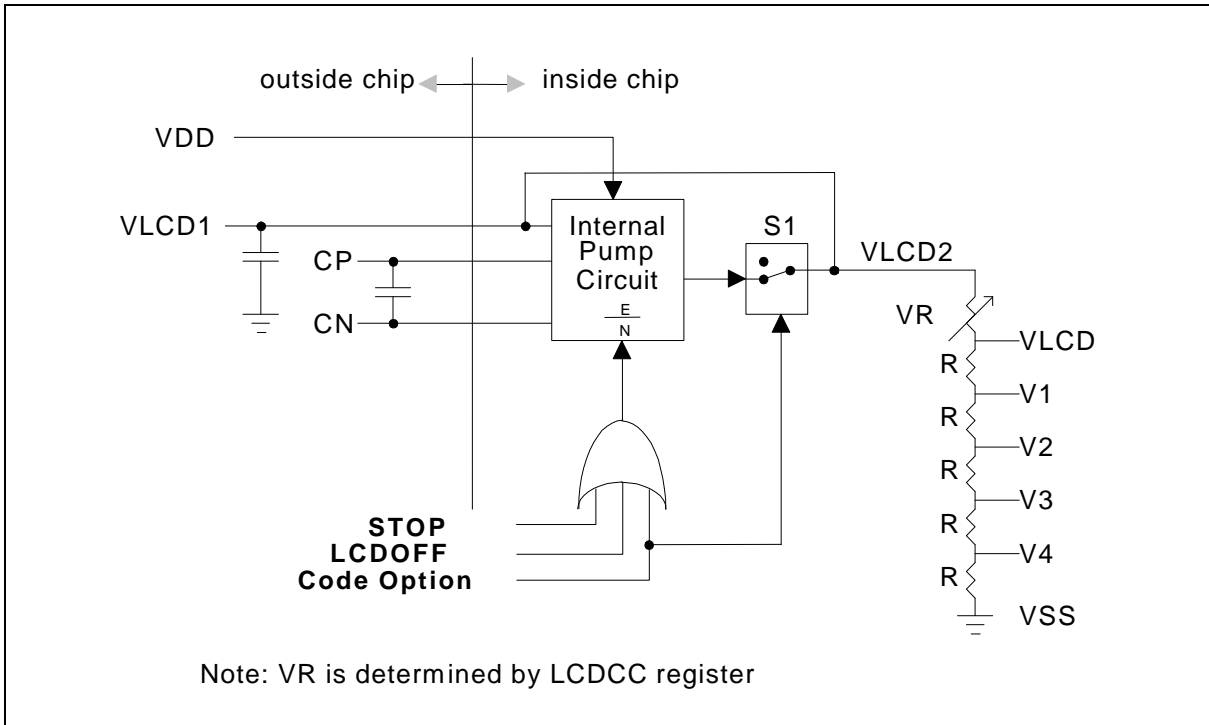 outside chip
inside chip
VDD
VLCD1
CP
CN
Internal
Pump
Circuit
E
N
S1
VLCD2
VR
VLCD
R
V1
R
V2
R
V3
R
V4
R
VSS
STOP
LCDOFF
Code Option
Note: VR is determined by LCDCC register